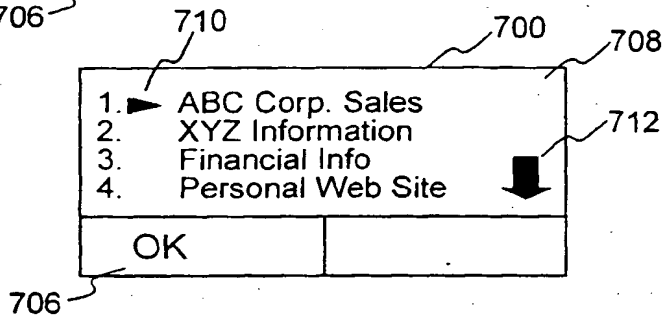 706
710
700
708
1. ABC Corp. Sales
2. XYZ Information
712
3. Financial Info
4. Personal Web Site
OK
706